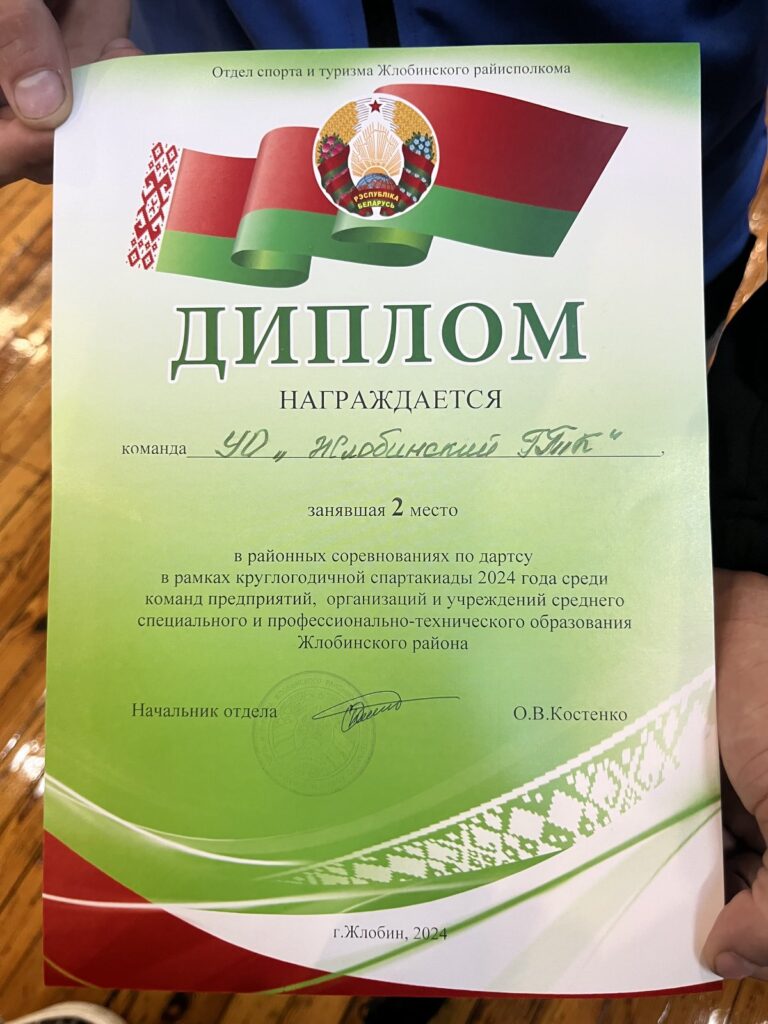 Отдел спорта и туризма Жлобинского райисполкома
РЭСПУБЛІКА
БЕЛАРУСЬ
ДИПЛОМ
НАГРАЖДАЕТСЯ
команда УО „Жлобинский ГПТК“,
занявшая 2 место
в районных соревнованиях по дартсу
в рамках круглогодичной спартакиады 2024 года среди
команд предприятий, организаций и учреждений среднего
специального и профессионально-технического образования
Жлобинского района
Начальник отдела О.В.Костенко
г.Жлобин, 2024